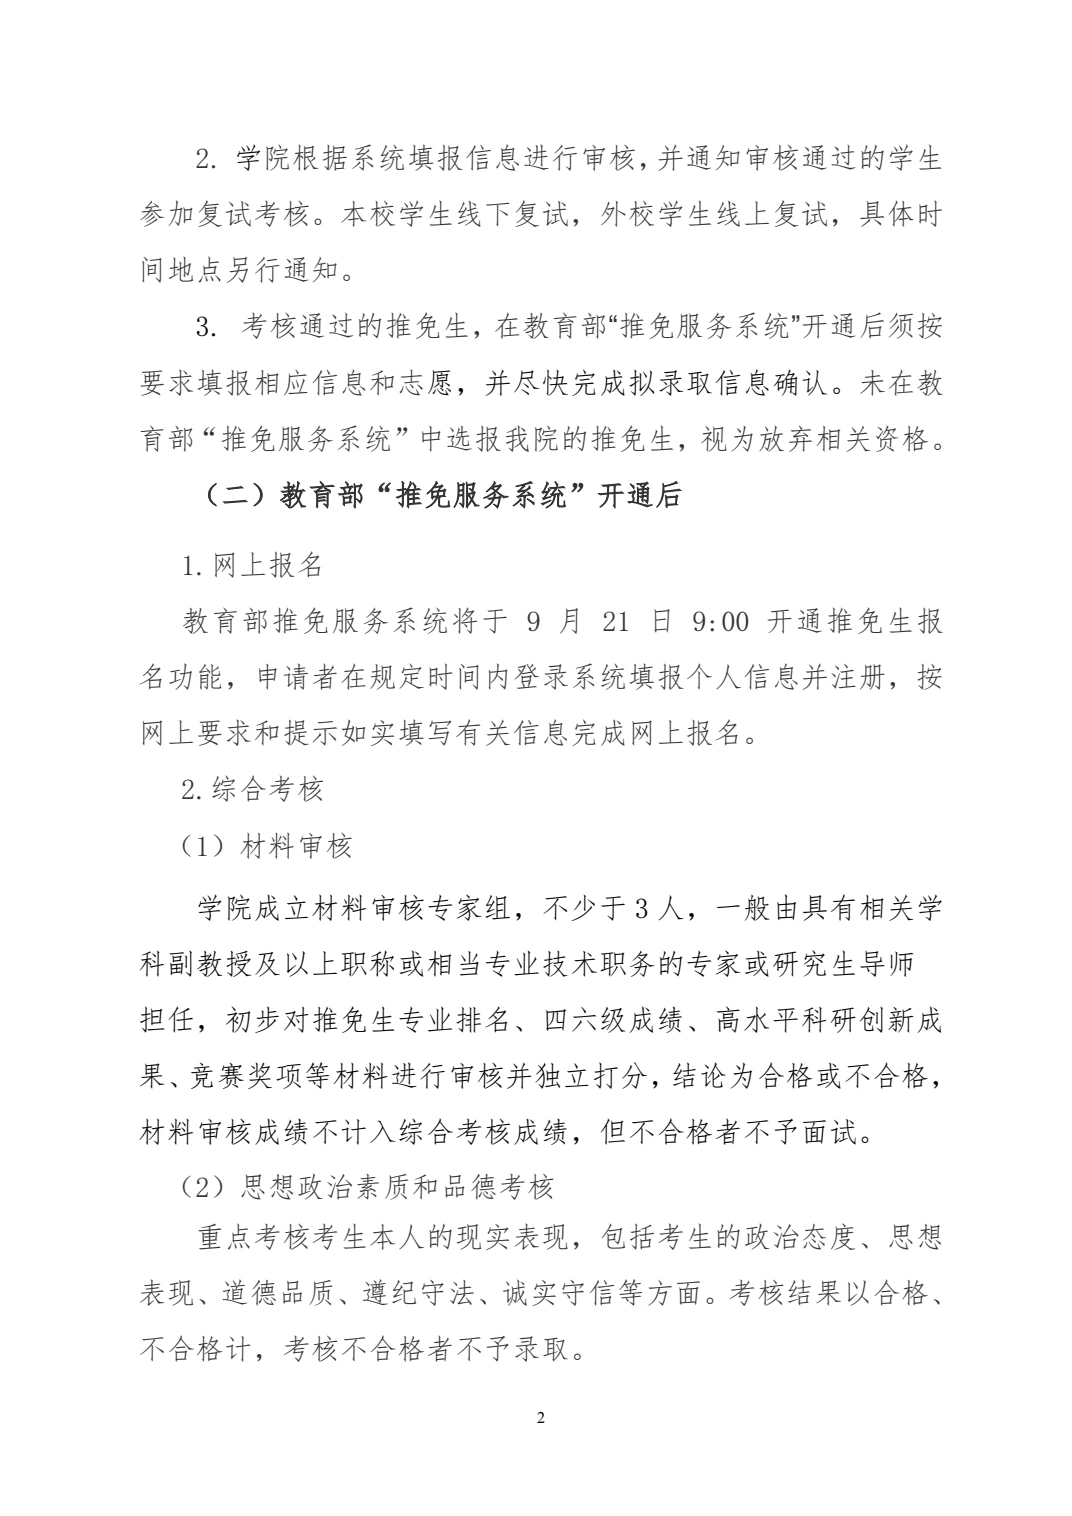 2. 学院根据系统填报信息进行审核，并通知审核通过的学生
参加复试考核。本校学生线下复试，外校学生线上复试，具体时
间地点另行通知。
3. 考核通过的推免生，在教育部“推免服务系统”开通后须按
要求填报相应信息和志愿，并尽快完成拟录取信息确认。未在教
育部“推免服务系统”中选报我院的推免生，视为放弃相关资格。
（二）教育部“推免服务系统”开通后
1.网上报名
教育部推免服务系统将于 9 月 21 日 9:00 开通推免生报
名功能，申请者在规定时间内登录系统填报个人信息并注册，按
网上要求和提示如实填写有关信息完成网上报名。
2.综合考核
（1）材料审核
学院成立材料审核专家组，不少于 3 人，一般由具有相关学
科副教授及以上职称或相当专业技术职务的专家或研究生导师
担任，初步对推免生专业排名、四六级成绩、高水平科研创新成
果、竞赛奖项等材料进行审核并独立打分，结论为合格或不合格，
材料审核成绩不计入综合考核成绩，但不合格者不予面试。
（2）思想政治素质和品德考核
重点考核考生本人的现实表现，包括考生的政治态度、思想
表现、道德品质、遵纪守法、诚实守信等方面。考核结果以合格、
不合格计，考核不合格者不予录取。
2